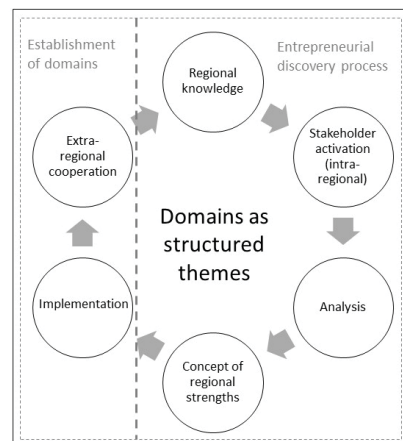 Establishment
of domains
Entrepreneurial
discovery process
Regional
knowledge
Stakeholder
activation
(intra-
regional)
Analysis
Concept of
regional
strengths
Implementation
Extra-
regional
cooperation
Domains as
structured
themes